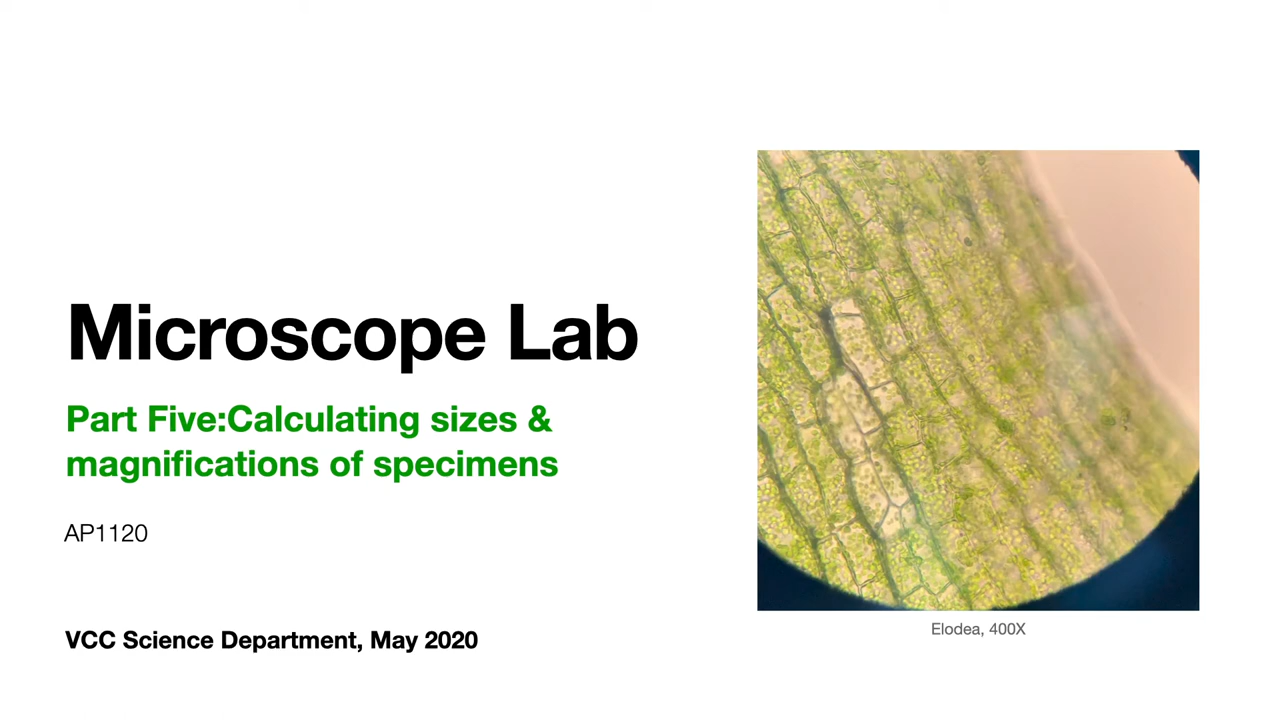 Microscope Lab
Part Five:Calculating sizes &
magnifications of specimens
AP1120
VCC Science Department, May 2020
Elodea, 400X